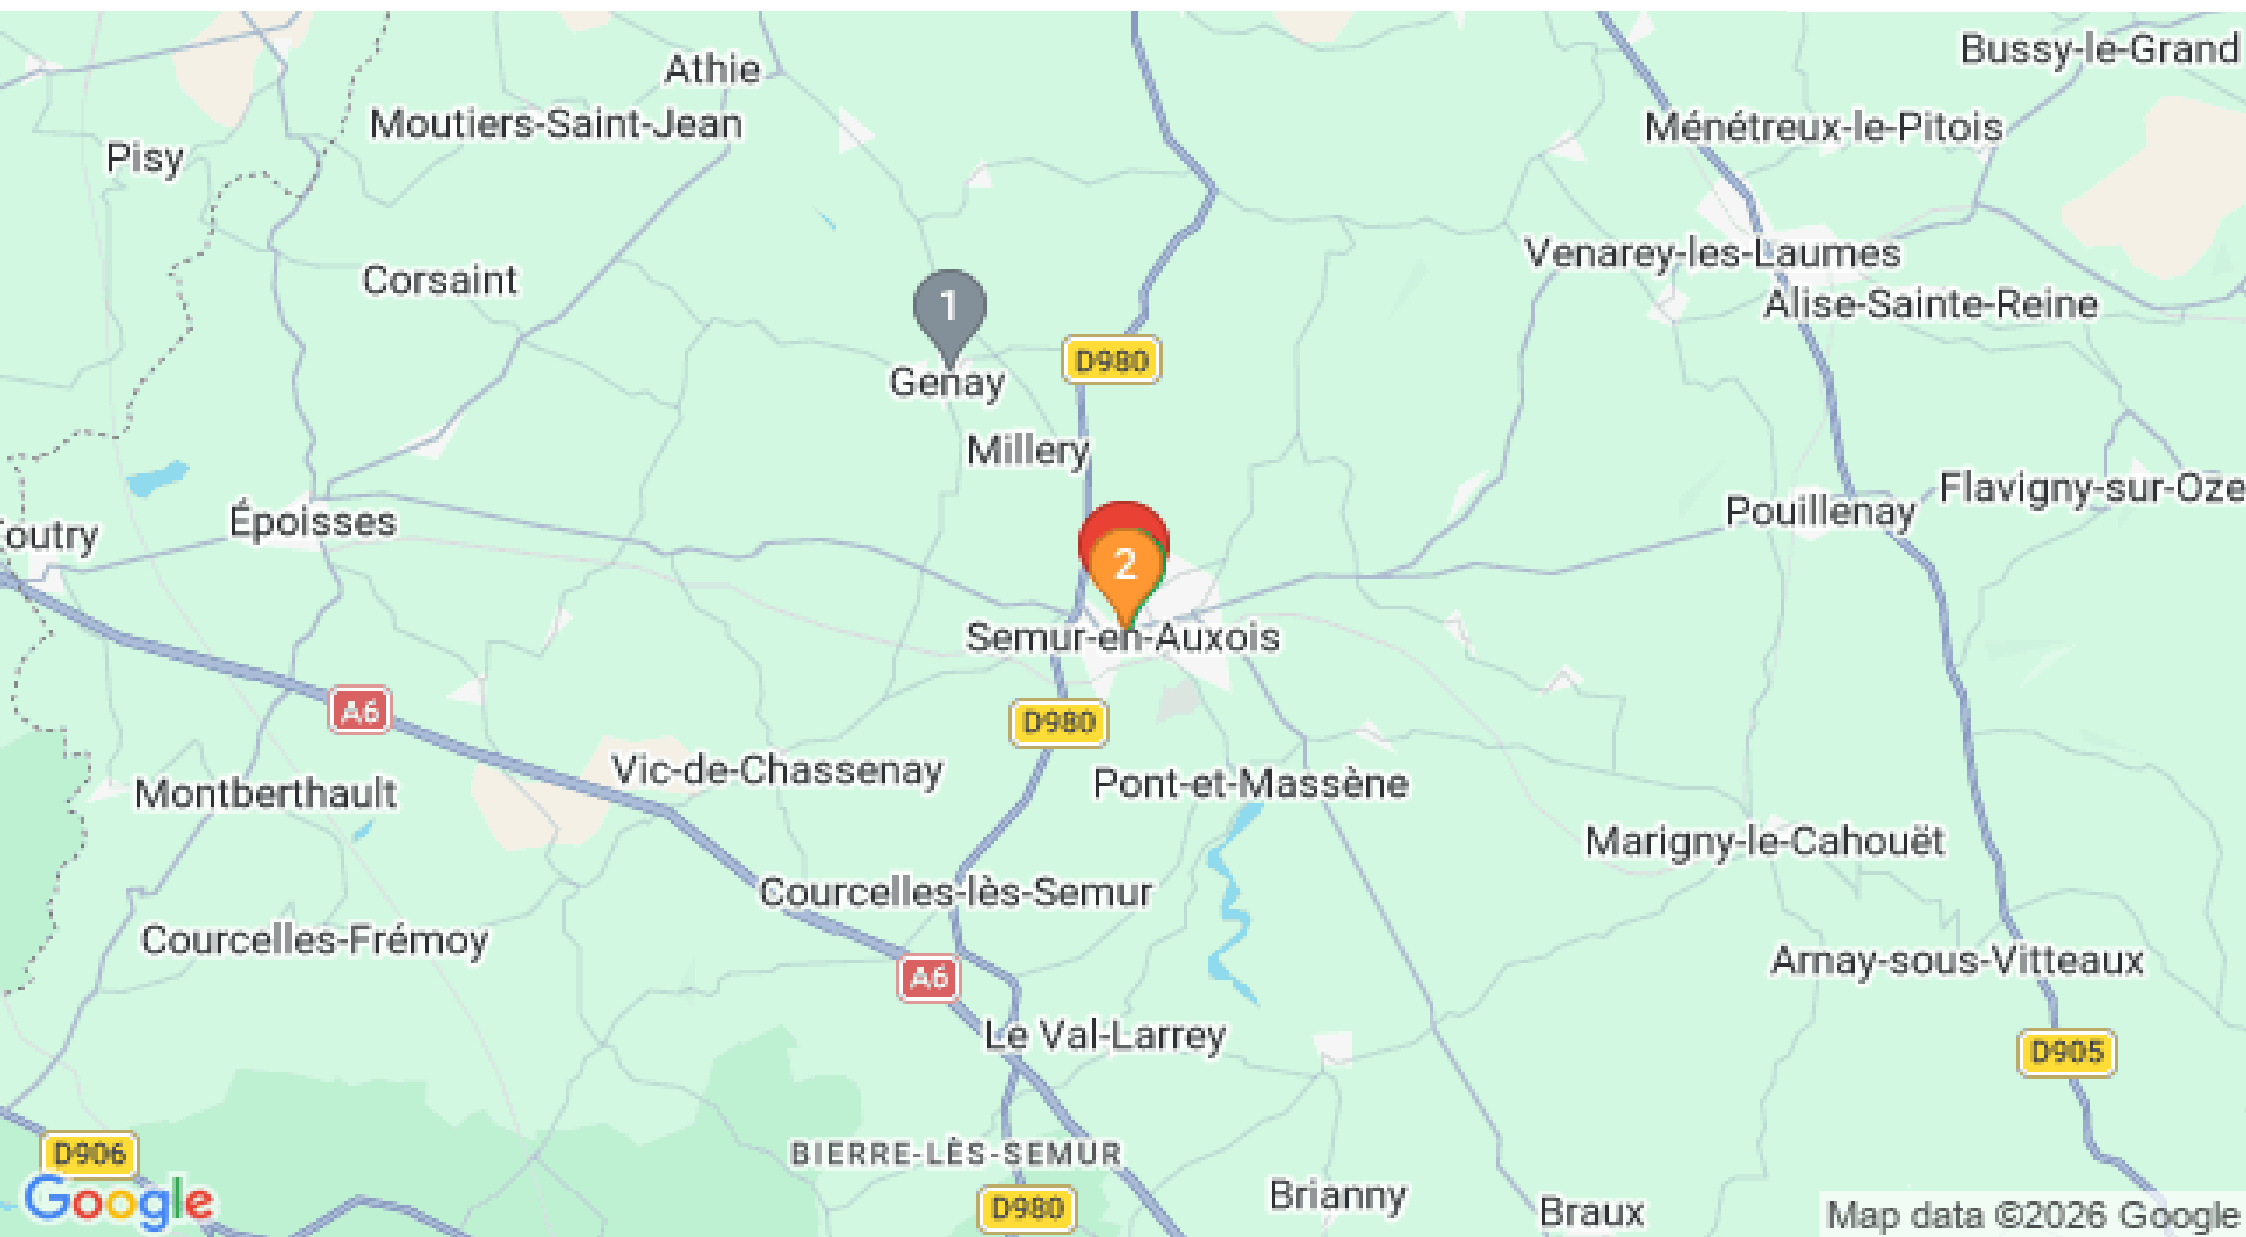 Bussy-le-Grand
Athie
Moutiers-Saint-Jean
Ménétreux-le-Pitois
Pisy
Venarey-les-Laumes
Corsaint
Alise-Sainte-Reine
1
D980
Genay
Millery
Flavigny-sur-Oze
Pouillenay
Époisses
outry
2
Semur-en-Auxois
A6
D980
Vic-de-Chassenay
Pont-et-Massène
Montberthault
Marigny-le-Cahouët
Courcelles-lès-Semur
Courcelles-Frémoy
Arnay-sous-Vitteaux
A6
Le Val-Larrey
D905
D906
BIERRE-LÈS-SEMUR
Brianny
Google
D980
Braux
Map data ©2026 Google